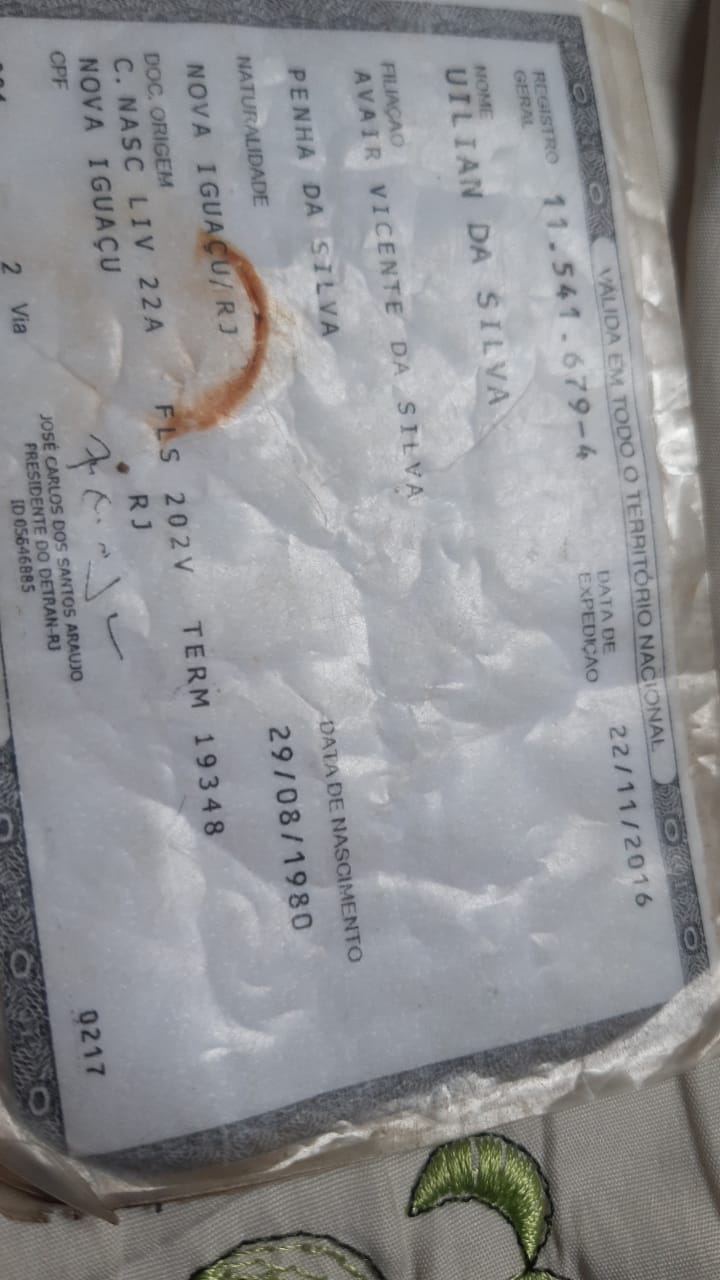 VÁLIDA EM TODO O TERRITÓRIO NACIONAL
REGISTRO GERAL 11.541.679-4 DATA DE EXPEDIÇÃO 22/11/2016
NOME
UILIAN DA SILVA
FILIAÇÃO
AVAIR VICENTE DA SILVA
PENHA DA SILVA
NATURALIDADE DATA DE NASCIMENTO
NOVA IGUAÇU/RJ 29/08/1980
DOC. ORIGEM
C. NASC LIV 22A FLS 202V TERM 19348
NOVA IGUAÇU RJ
CPF
2 Via
JOSÉ CARLOS DOS SANTOS ARAUJO
PRESIDENTE DO DETRAN-RJ
ID 05646885
0217